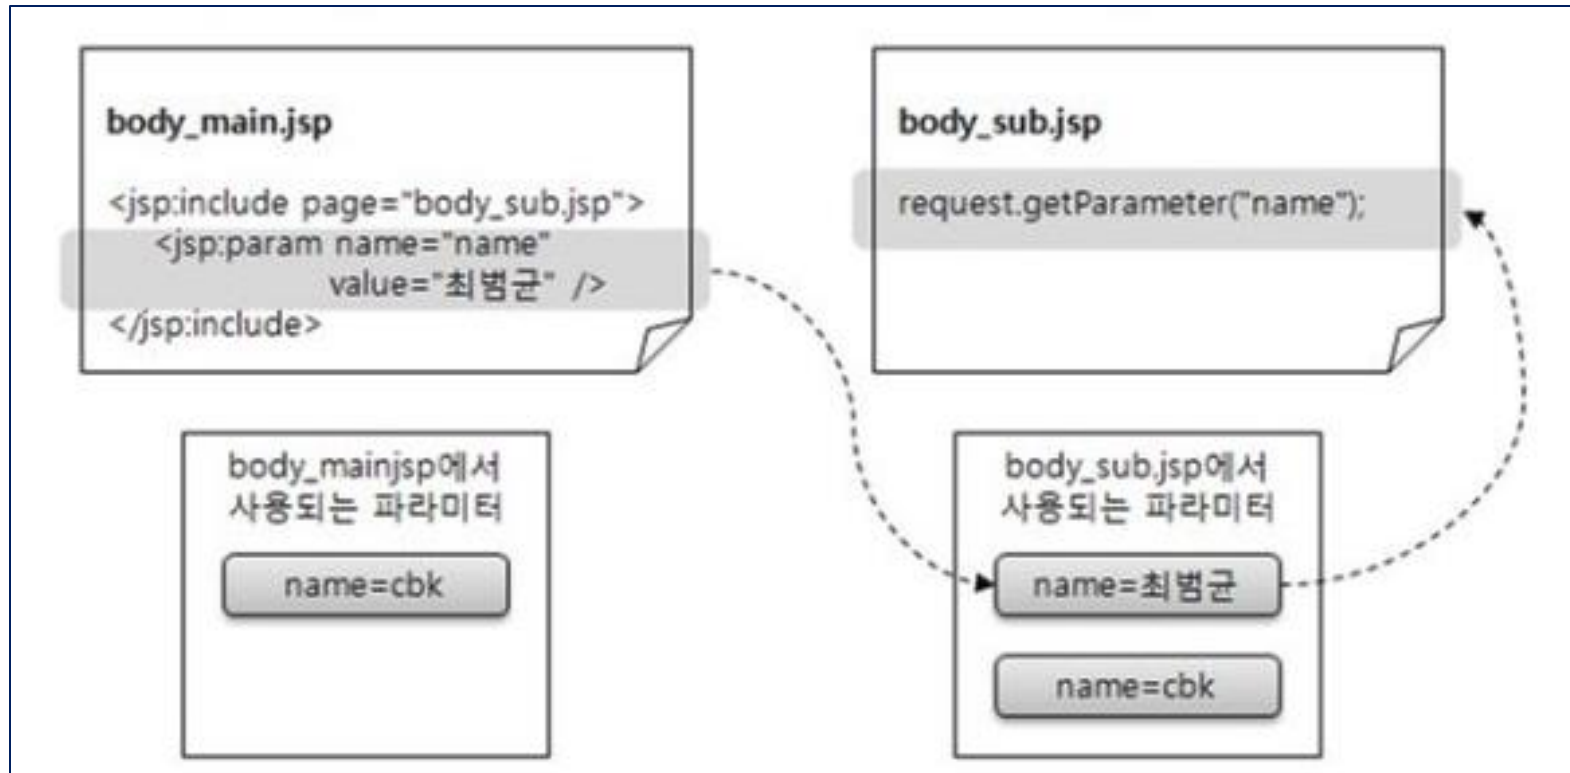 body_main.jsp
<jsp:include page="body_sub.jsp">
<jsp:param name="name"
value="최범균" />
</jsp:include>
body_sub.jsp
request.getParameter("name");
body_mainjsp에서
사용되는 파라미터
name=cbk
body_sub.jsp에서
사용되는 파라미터
name=최범균
name=cbk